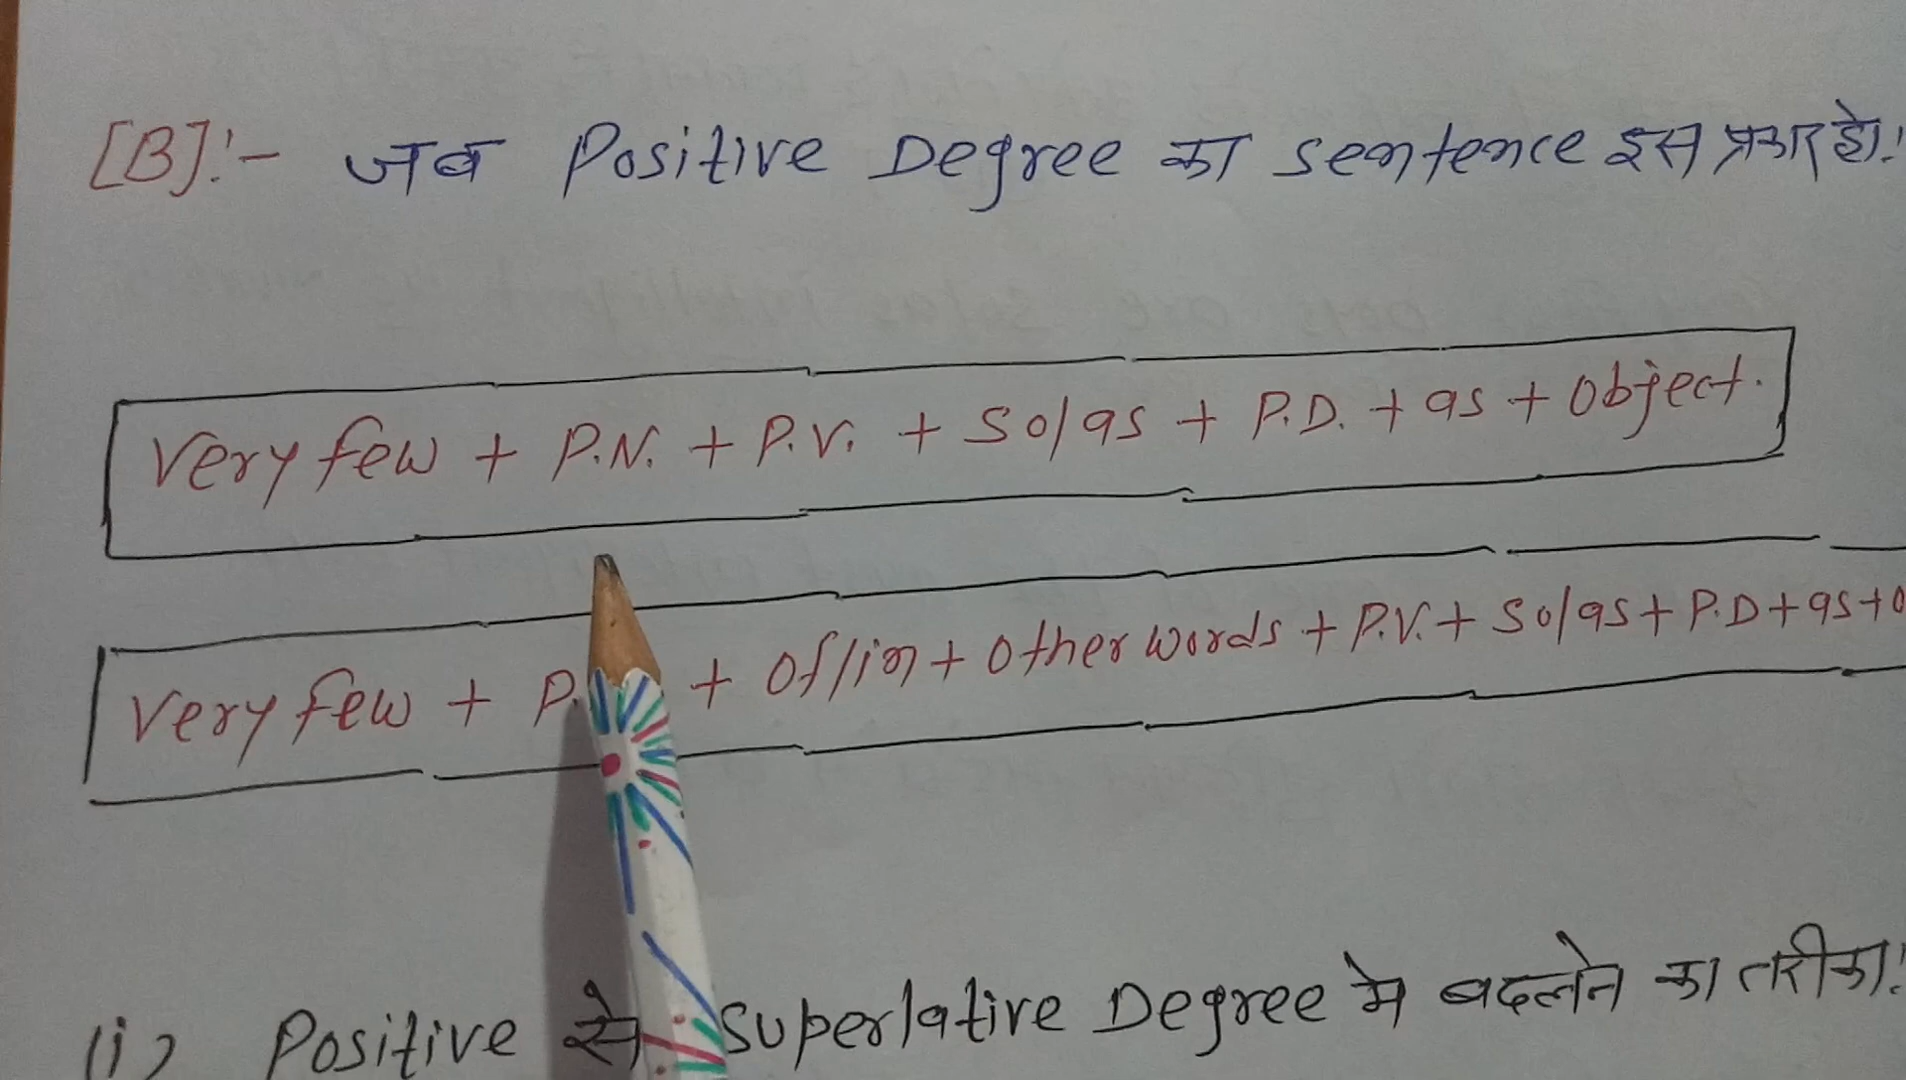 [B]:- जब Positive Degree का sentence इस प्रकार हो:
Very few + P.N. + P.V. + So/as + P.D. + as + Object.
Very few + P. + of/in + Other words + P.V. + So/as + P.D + as + O
(i) Positive से Superlative Degree मे बदलने का तरीका: